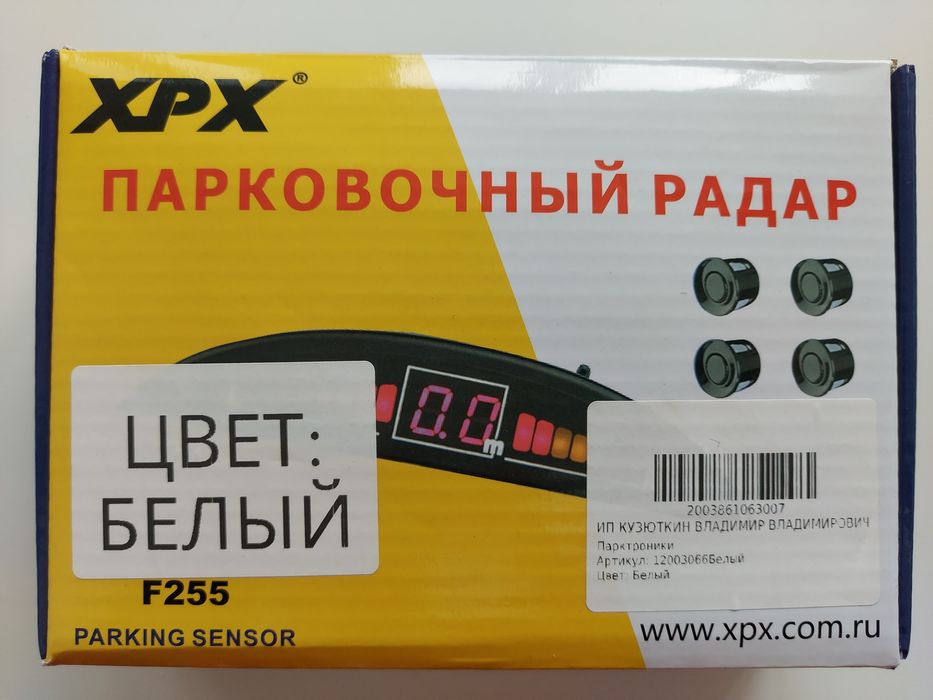 XPX®
ПАРКОВОЧНЫЙ РАДАР
0.0m
ЦВЕТ:
БЕЛЫЙ
2003861063007
ИП КУЗЮТКИН ВЛАДИМИР ВЛАДИМИРОВИЧ
Парктроники
Артикул: 12003066Белый
Цвет: Белый
F255
PARKING SENSOR
www.xpx.com.ru